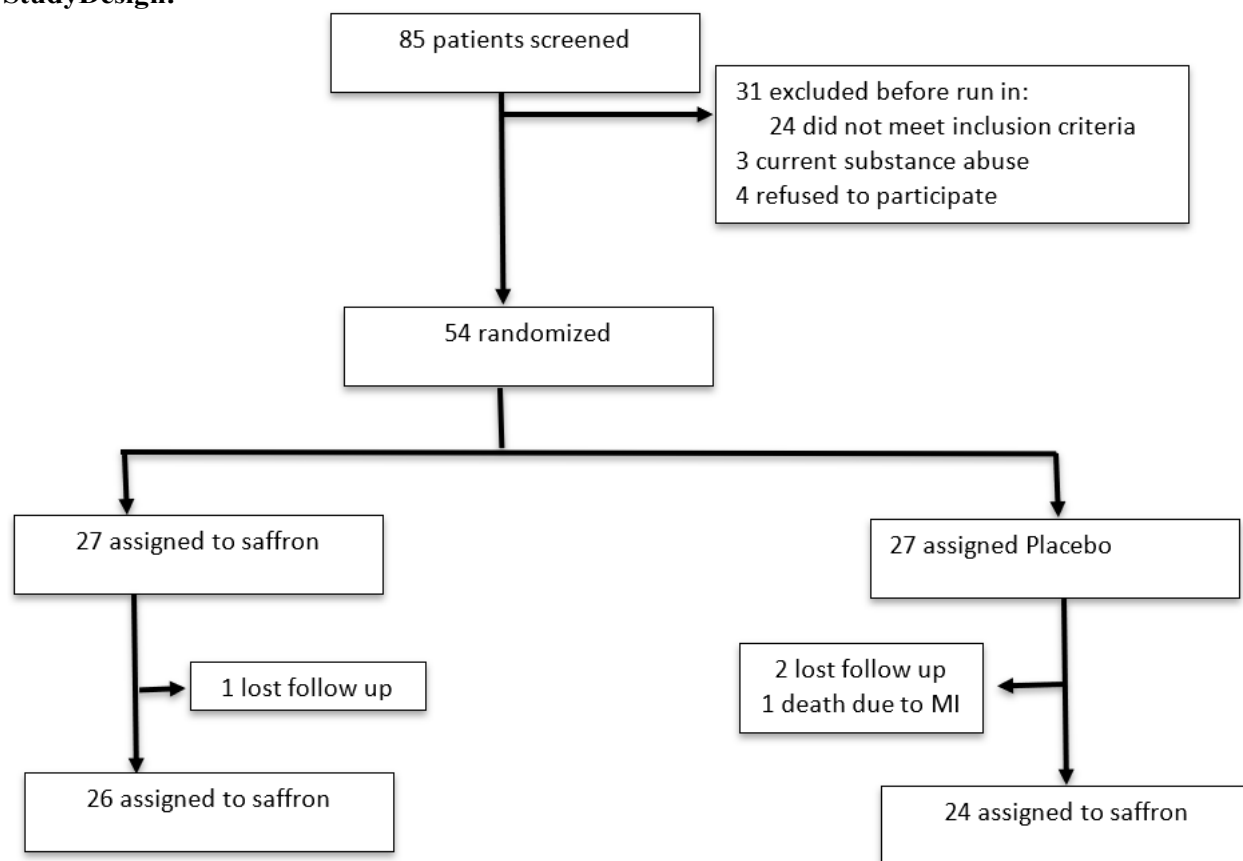 StudyDesign:
85 patients screened
31 excluded before run in:
24 did not meet inclusion criteria
3 current substance abuse
4 refused to participate
54 randomized
27 assigned to saffron
27 assigned Placebo
1 lost follow up
2 lost follow up
1 death due to MI
26 assigned to saffron
24 assigned to saffron